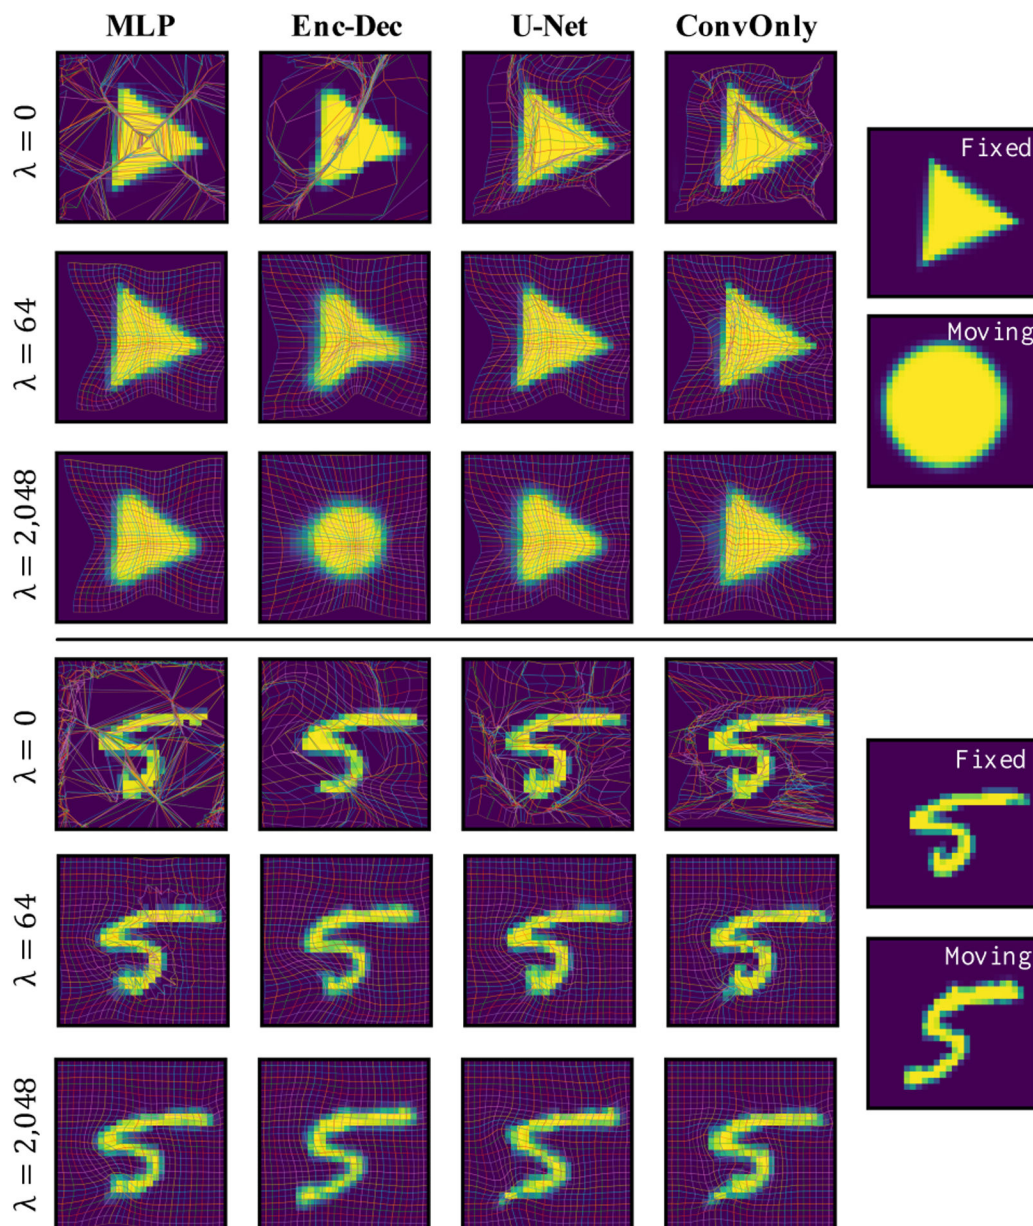 MLP Enc-Dec U-Net ConvOnly
λ = 0
Fixed
λ = 64
Moving
λ = 2,048
λ = 0
Fixed
λ = 64
Moving
λ = 2,048